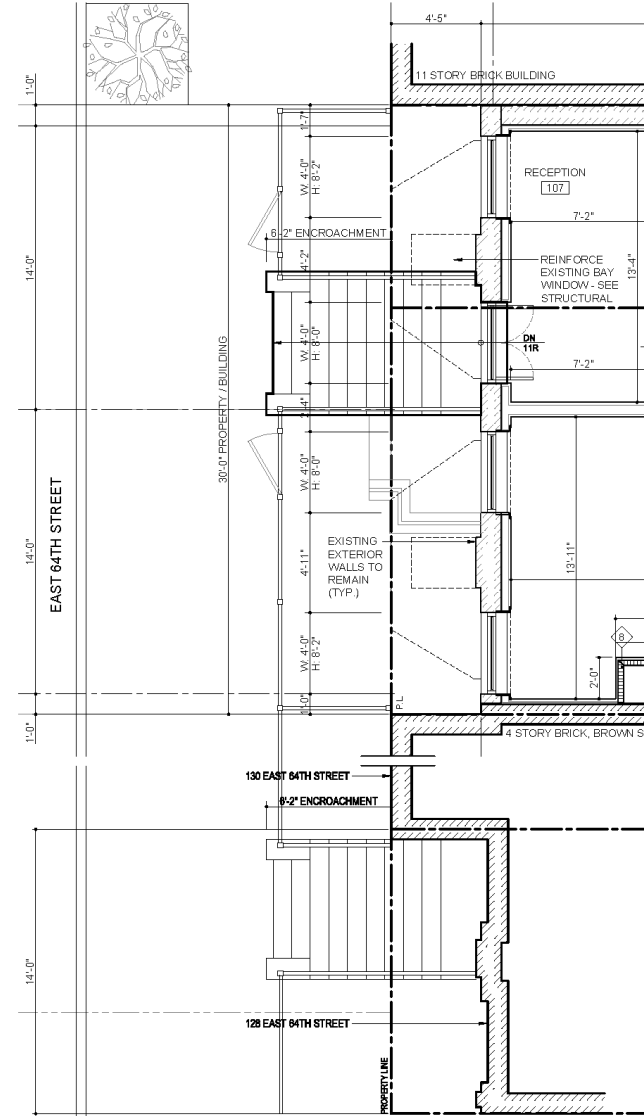 4'-5"
11 STORY BRICK BUILDING
1'-0"
1'-7"
W: 4'-0"
H: 8'-2"
RECEPTION
107
7'-2"
6'-2" ENCROACHMENT
4'-2"
REINFORCE
EXISTING BAY
WINDOW - SEE
STRUCTURAL
13'-4"
14'-0"
W: 4'-0"
H: 8'-0"
DN
11R
7'-2"
30'-0" PROPERTY / BUILDING
2'-4"
W: 4'-0"
H: 8'-0"
EAST 64TH STREET
14'-0"
4'-11"
EXISTING
EXTERIOR
WALLS TO
REMAIN
(TYP.)
13'-11"
W: 4'-0"
H: 8'-2"
8
2'-0"
1'-0"
P.L
1'-0"
4 STORY BRICK, BROWN S
130 EAST 64TH STREET
6'-2" ENCROACHMENT
14'-0"
128 EAST 64TH STREET
PROPERTY LINE